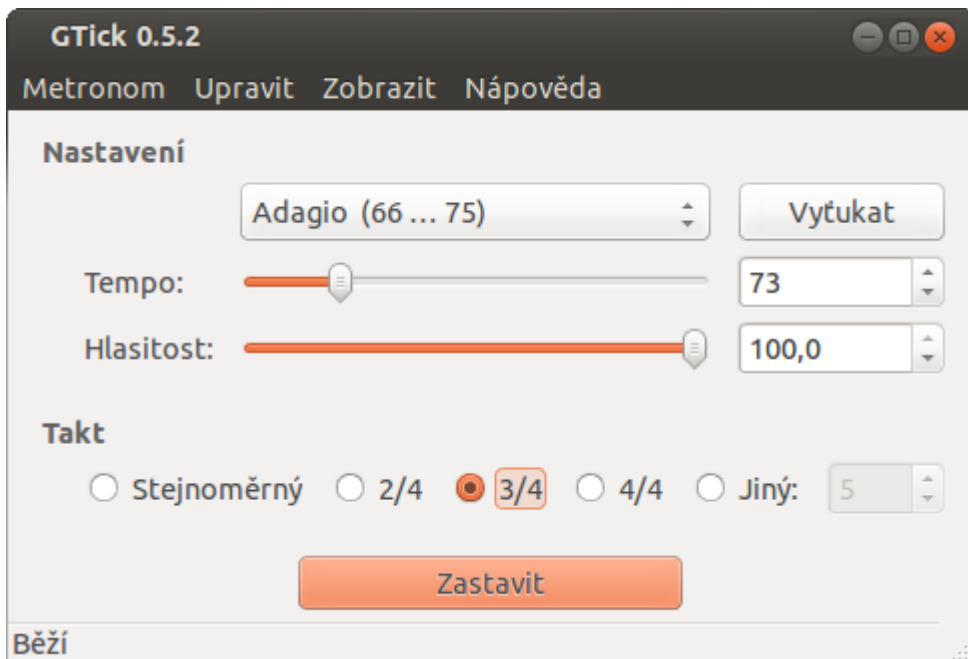 GTick 0.5.2
Metronom Upravit Zobrazit Nápověda
Nastavení
Adagio (66 ... 75) Vyťukat
Tempo: 73
Hlasitost: 100,0
Takt
Stejnoměrný 2/4 3/4 4/4 Jiný: 5
Zastavit
Běží